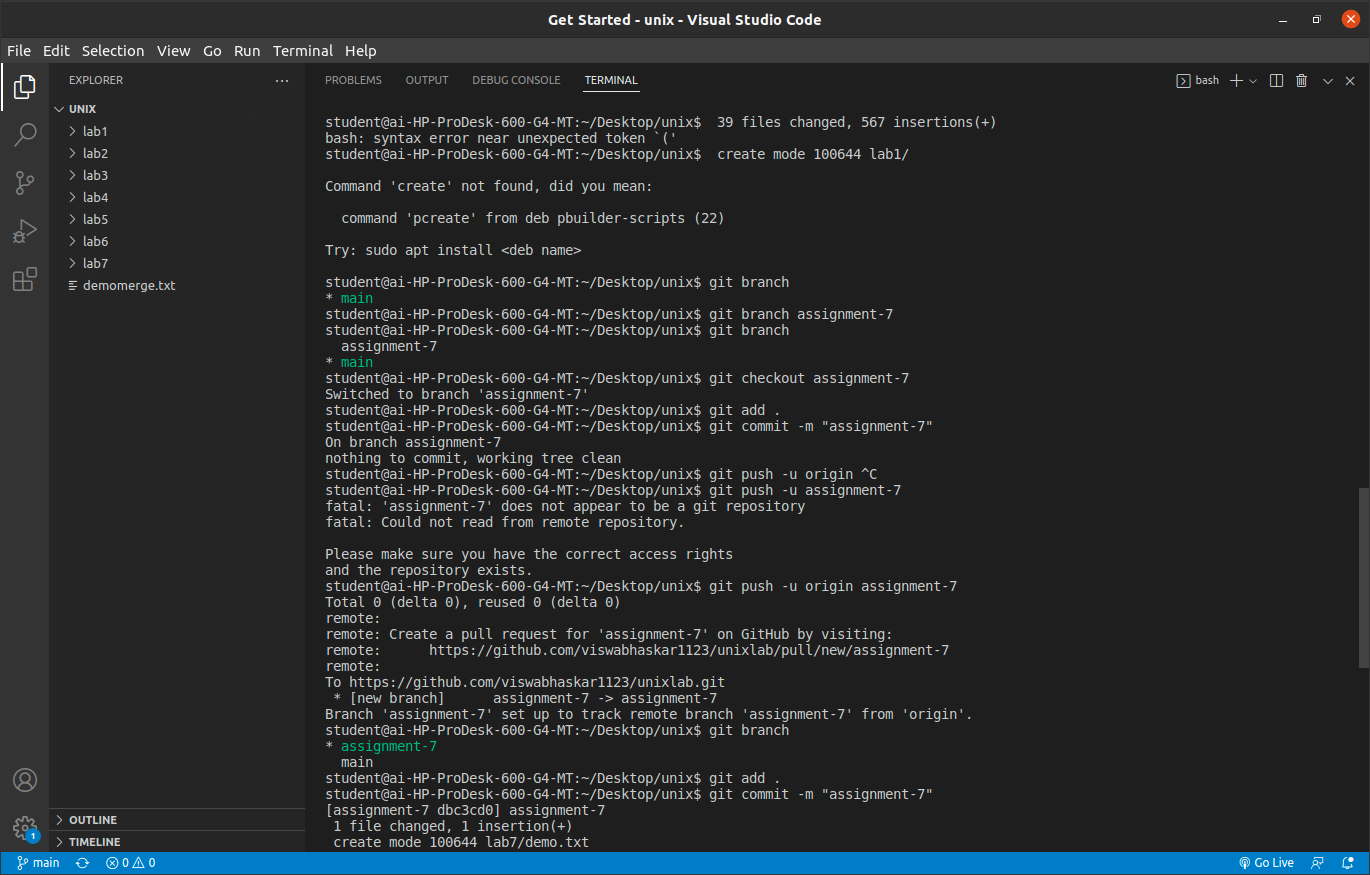 Get Started - unix - Visual Studio Code
File Edit Selection View Go Run Terminal Help
EXPLORER
UNIX
lab1
lab2
lab3
lab4
lab5
lab6
lab7
demomerge.txt
OUTLINE
TIMELINE
PROBLEMS OUTPUT DEBUG CONSOLE TERMINAL
bash
student@ai-HP-ProDesk-600-G4-MT:~/Desktop/unix$  39 files changed, 567 insertions(+)
bash: syntax error near unexpected token `('
student@ai-HP-ProDesk-600-G4-MT:~/Desktop/unix$  create mode 100644 lab1/
Command 'create' not found, did you mean:
  command 'pcreate' from deb pbuilder-scripts (22)
Try: sudo apt install <deb name>
student@ai-HP-ProDesk-600-G4-MT:~/Desktop/unix$ git branch
* main
student@ai-HP-ProDesk-600-G4-MT:~/Desktop/unix$ git branch assignment-7
student@ai-HP-ProDesk-600-G4-MT:~/Desktop/unix$ git branch
  assignment-7
* main
student@ai-HP-ProDesk-600-G4-MT:~/Desktop/unix$ git checkout assignment-7
Switched to branch 'assignment-7'
student@ai-HP-ProDesk-600-G4-MT:~/Desktop/unix$ git add .
student@ai-HP-ProDesk-600-G4-MT:~/Desktop/unix$ git commit -m "assignment-7"
On branch assignment-7
nothing to commit, working tree clean
student@ai-HP-ProDesk-600-G4-MT:~/Desktop/unix$ git push -u origin ^C
student@ai-HP-ProDesk-600-G4-MT:~/Desktop/unix$ git push -u assignment-7
fatal: 'assignment-7' does not appear to be a git repository
fatal: Could not read from remote repository.
Please make sure you have the correct access rights
and the repository exists.
student@ai-HP-ProDesk-600-G4-MT:~/Desktop/unix$ git push -u origin assignment-7
Total 0 (delta 0), reused 0 (delta 0)
remote:
remote: Create a pull request for 'assignment-7' on GitHub by visiting:
remote:      https://github.com/viswabhaskar1123/unixlab/pull/new/assignment-7
remote:
To https://github.com/viswabhaskar1123/unixlab.git
 * [new branch]      assignment-7 -> assignment-7
Branch 'assignment-7' set up to track remote branch 'assignment-7' from 'origin'.
student@ai-HP-ProDesk-600-G4-MT:~/Desktop/unix$ git branch
* assignment-7
  main
student@ai-HP-ProDesk-600-G4-MT:~/Desktop/unix$ git add .
student@ai-HP-ProDesk-600-G4-MT:~/Desktop/unix$ git commit -m "assignment-7"
[assignment-7 dbc3cd0] assignment-7
 1 file changed, 1 insertion(+)
 create mode 100644 lab7/demo.txt
1
main 0 0 Go Live